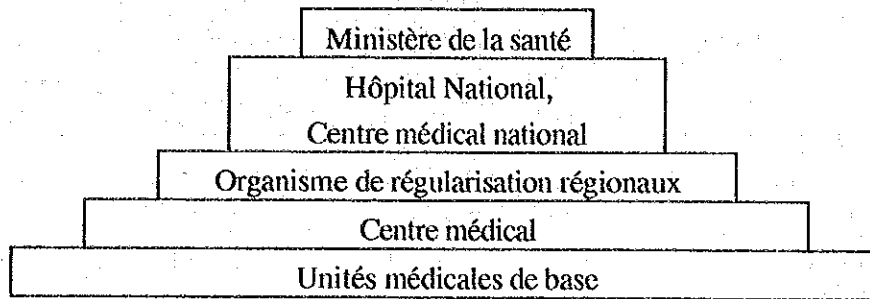 Ministère de la santé
Hôpital National,
Centre médical national
Organisme de régularisation régionaux
Centre médical
Unités médicales de base